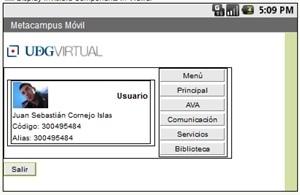 5:09 PM
Metacampus Móvil
UDGVIRTUAL
Usuario
Juan Sebastián Cornejo Islas
Código: 300495484
Alias: 300495484
Menú
Principal
AVA
Comunicación
Servicios
Biblioteca
Salir